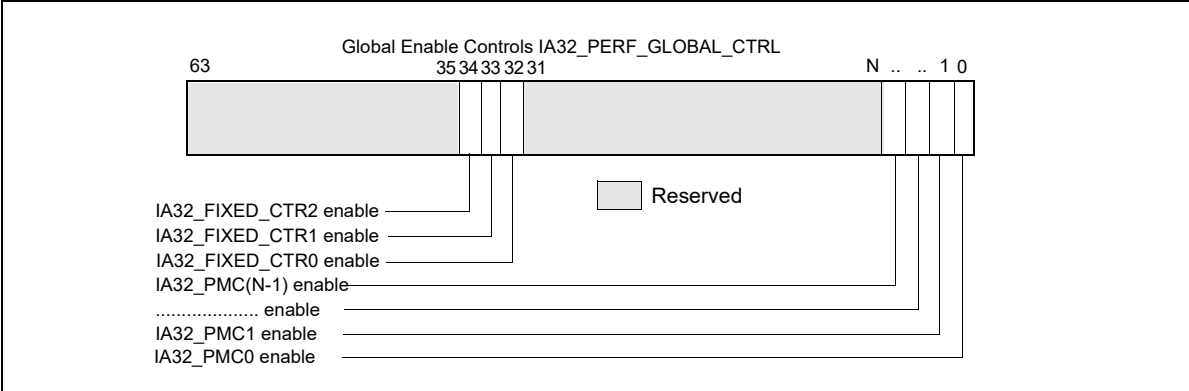 Global Enable Controls IA32_PERF_GLOBAL_CTRL
63 35 34 33 32 31 N .. .. 1 0
Reserved
IA32_FIXED_CTR2 enable
IA32_FIXED_CTR1 enable
IA32_FIXED_CTR0 enable
IA32_PMC(N-1) enable
.................... enable
IA32_PMC1 enable
IA32_PMC0 enable